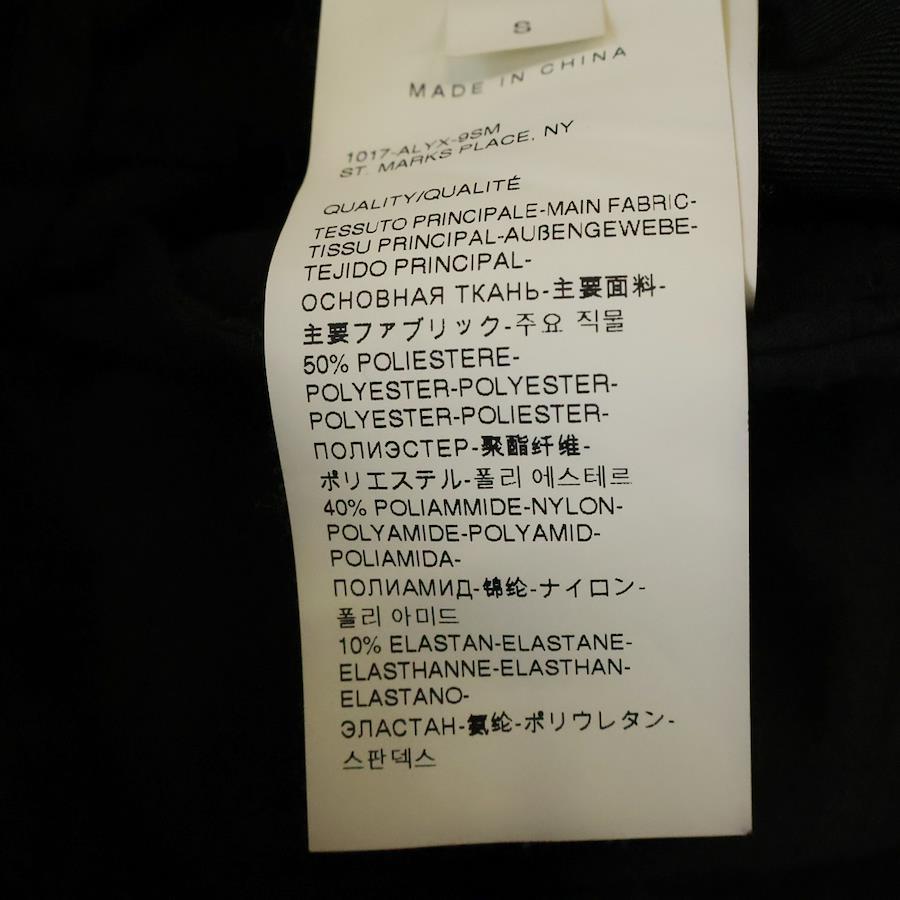 S
MADE IN CHINA
1017-ALYX-9SM
ST. MARKS PLACE, NY
QUALITY/QUALITÉ
TESSUTO PRINCIPALE-MAIN FABRIC-
TISSU PRINCIPAL-AUßENGEWEBE-
TEJIDO PRINCIPAL-
ОСНОВНАЯ ТКАНЬ-主要面料-
主要ファブリック-주요 직물
50% POLIESTERE-
POLYESTER-POLYESTER-
POLYESTER-POLIESTER-
ПОЛИЭСТЕР-聚酯纤维-
ポリエステル-폴리 에스테르
40% POLIAMMIDE-NYLON-
POLYAMIDE-POLYAMID-
POLIAMIDA-
ПОЛИАМИД-锦纶-ナイロン-
폴리 아미드
10% ELASTAN-ELASTANE-
ELASTHANNE-ELASTHAN-
ELASTANO-
ЭЛАСТАН-氨纶-ポリウレタン-
스판덱스